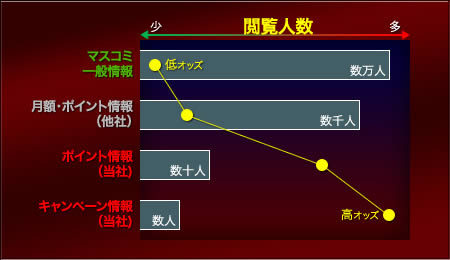 少 閲覧人数 多
マスコミ
一般情報
低オッズ
数万人
月額・ポイント情報
（他社）
数千人
ポイント情報
（当社）
数十人
キャンペーン情報
（当社）
数人
高オッズ